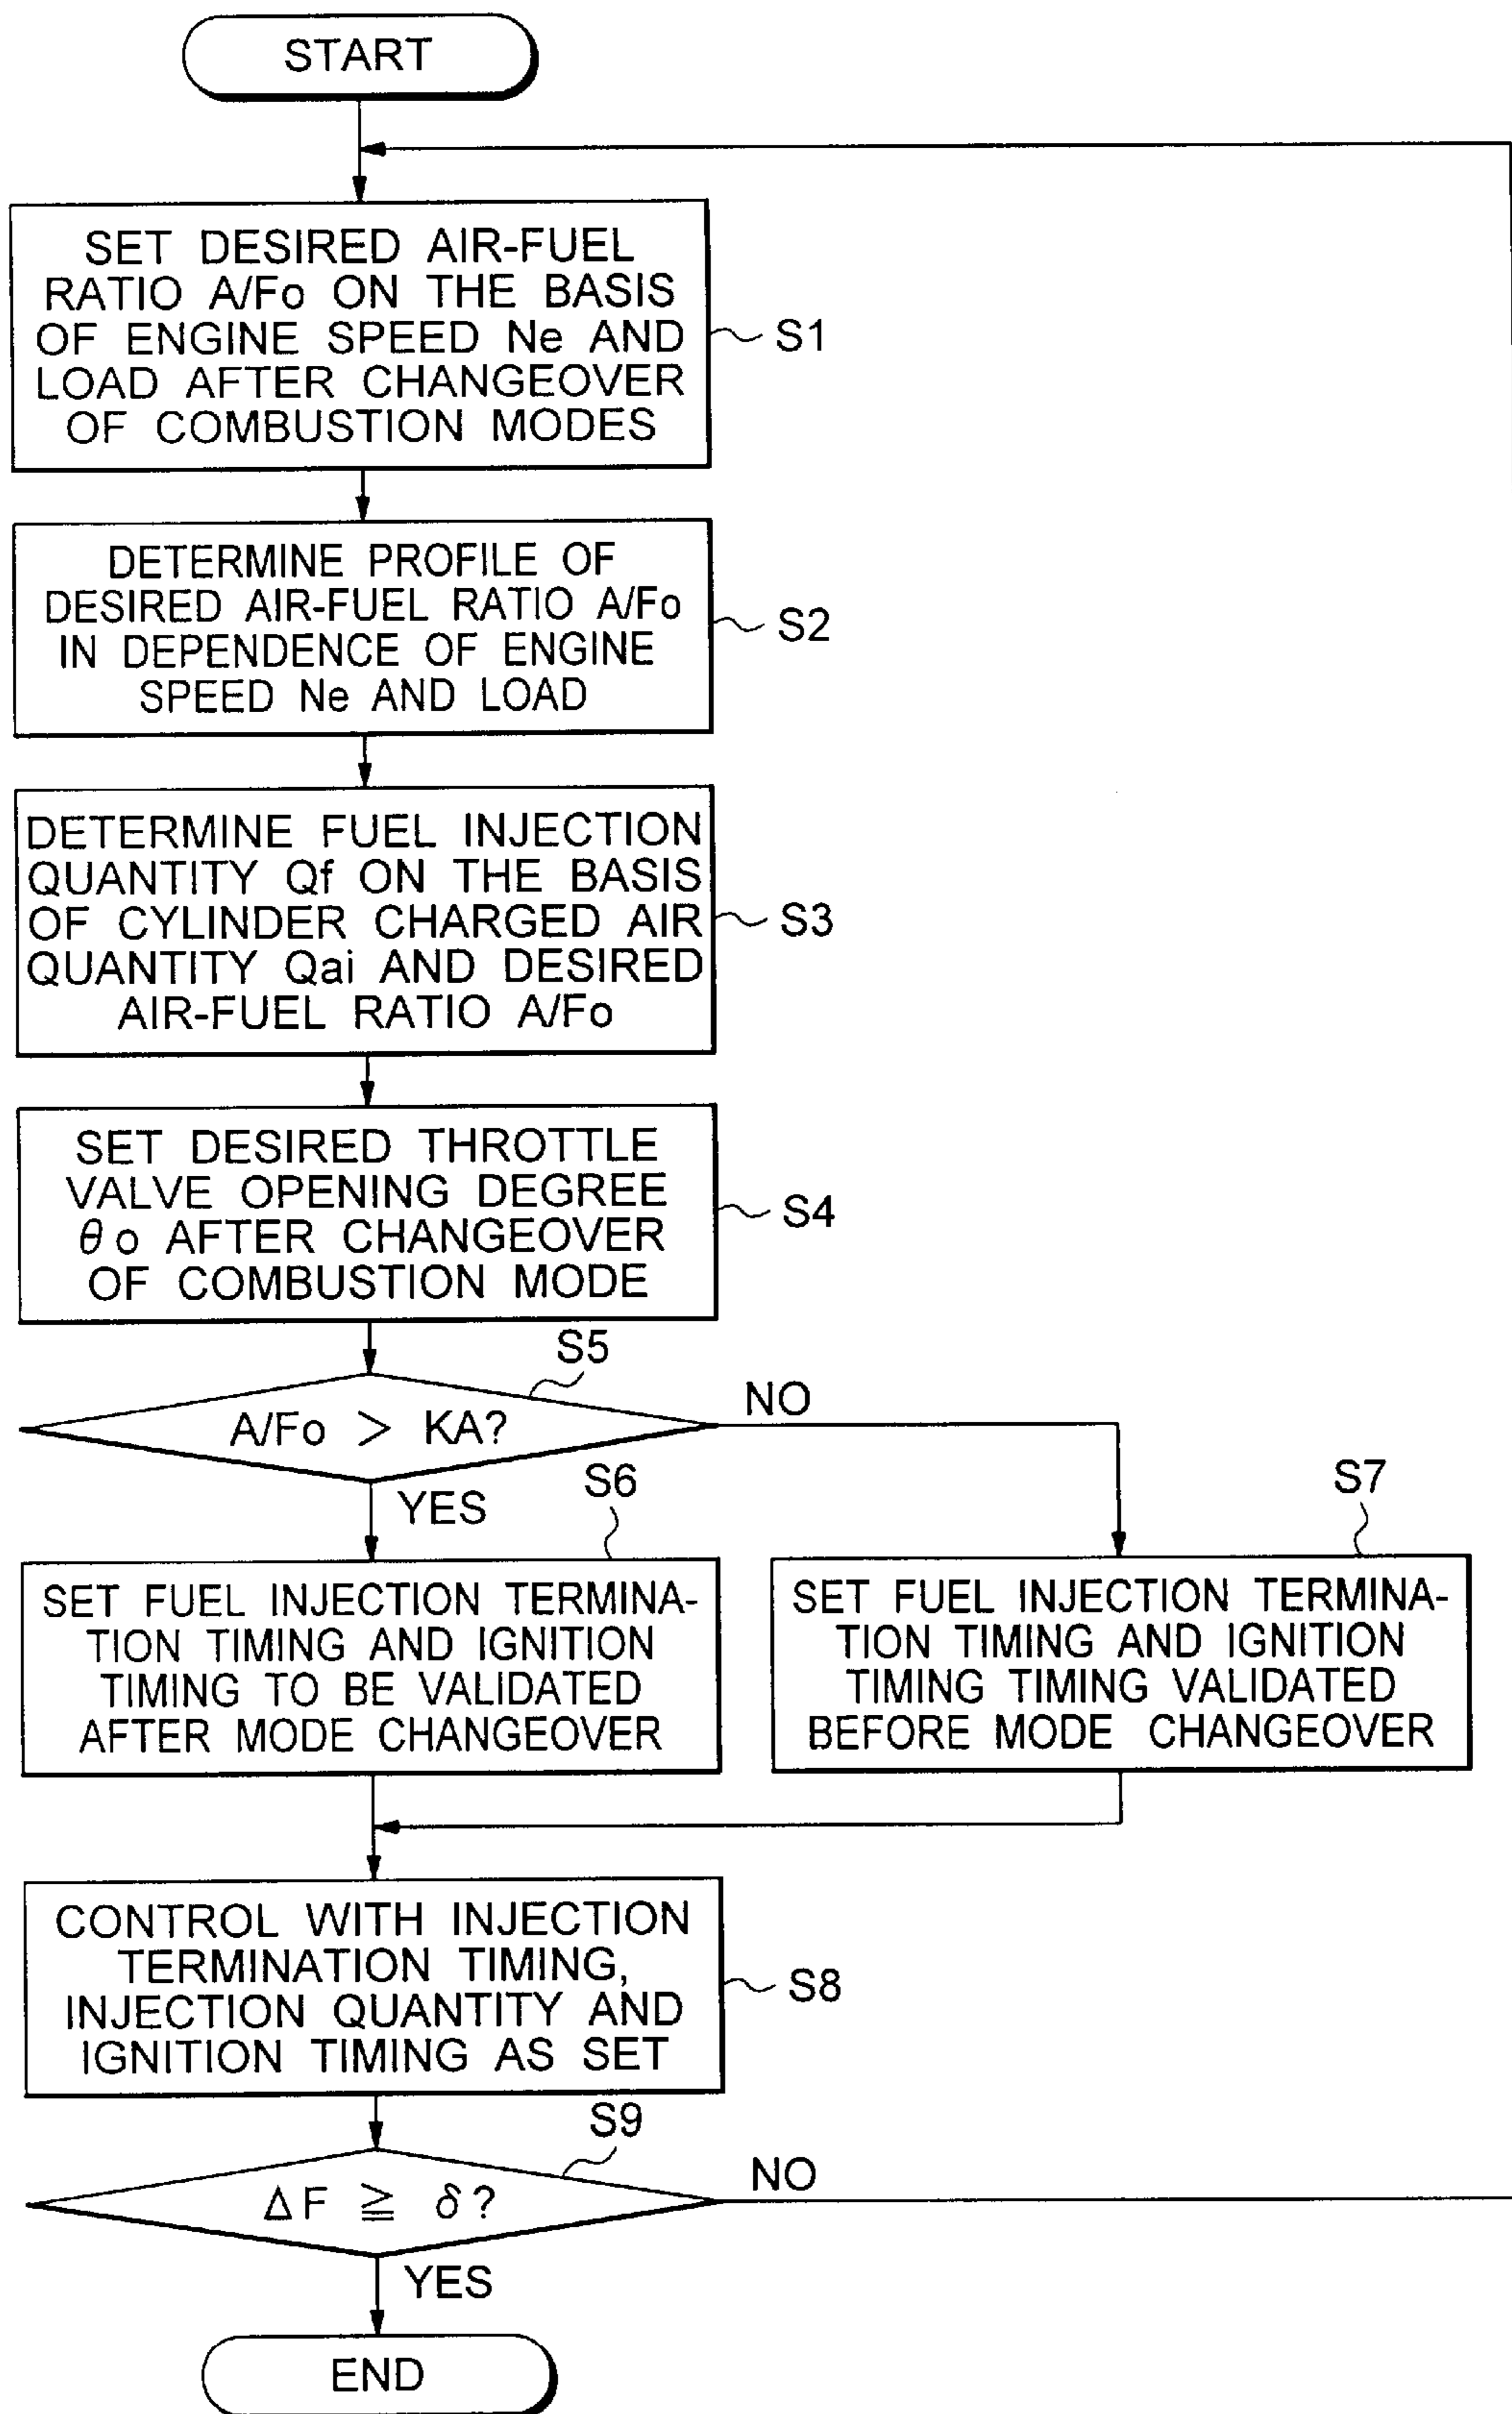 START
SET DESIRED AIR-FUEL
RATIO A/Fo ON THE BASIS
OF ENGINE SPEED Ne AND
LOAD AFTER CHANGEOVER
OF COMBUSTION MODES
S1
DETERMINE PROFILE OF
DESIRED AIR-FUEL RATIO A/Fo
IN DEPENDENCE OF ENGINE
SPEED Ne AND LOAD
S2
DETERMINE FUEL INJECTION
QUANTITY Qf ON THE BASIS
OF CYLINDER CHARGED AIR
QUANTITY Qai AND DESIRED
AIR-FUEL RATIO A/Fo
S3
SET DESIRED THROTTLE
VALVE OPENING DEGREE
θo AFTER CHANGEOVER
OF COMBUSTION MODE
S4
S5
A/Fo > KA?
NO
YES
S6
SET FUEL INJECTION TERMINA-
TION TIMING AND IGNITION
TIMING TO BE VALIDATED
AFTER MODE CHANGEOVER
S7
SET FUEL INJECTION TERMINA-
TION TIMING AND IGNITION
TIMING TIMING VALIDATED
BEFORE MODE CHANGEOVER
CONTROL WITH INJECTION
TERMINATION TIMING,
INJECTION QUANTITY AND
IGNITION TIMING AS SET
S8
S9
ΔF ≧ δ?
NO
YES
END